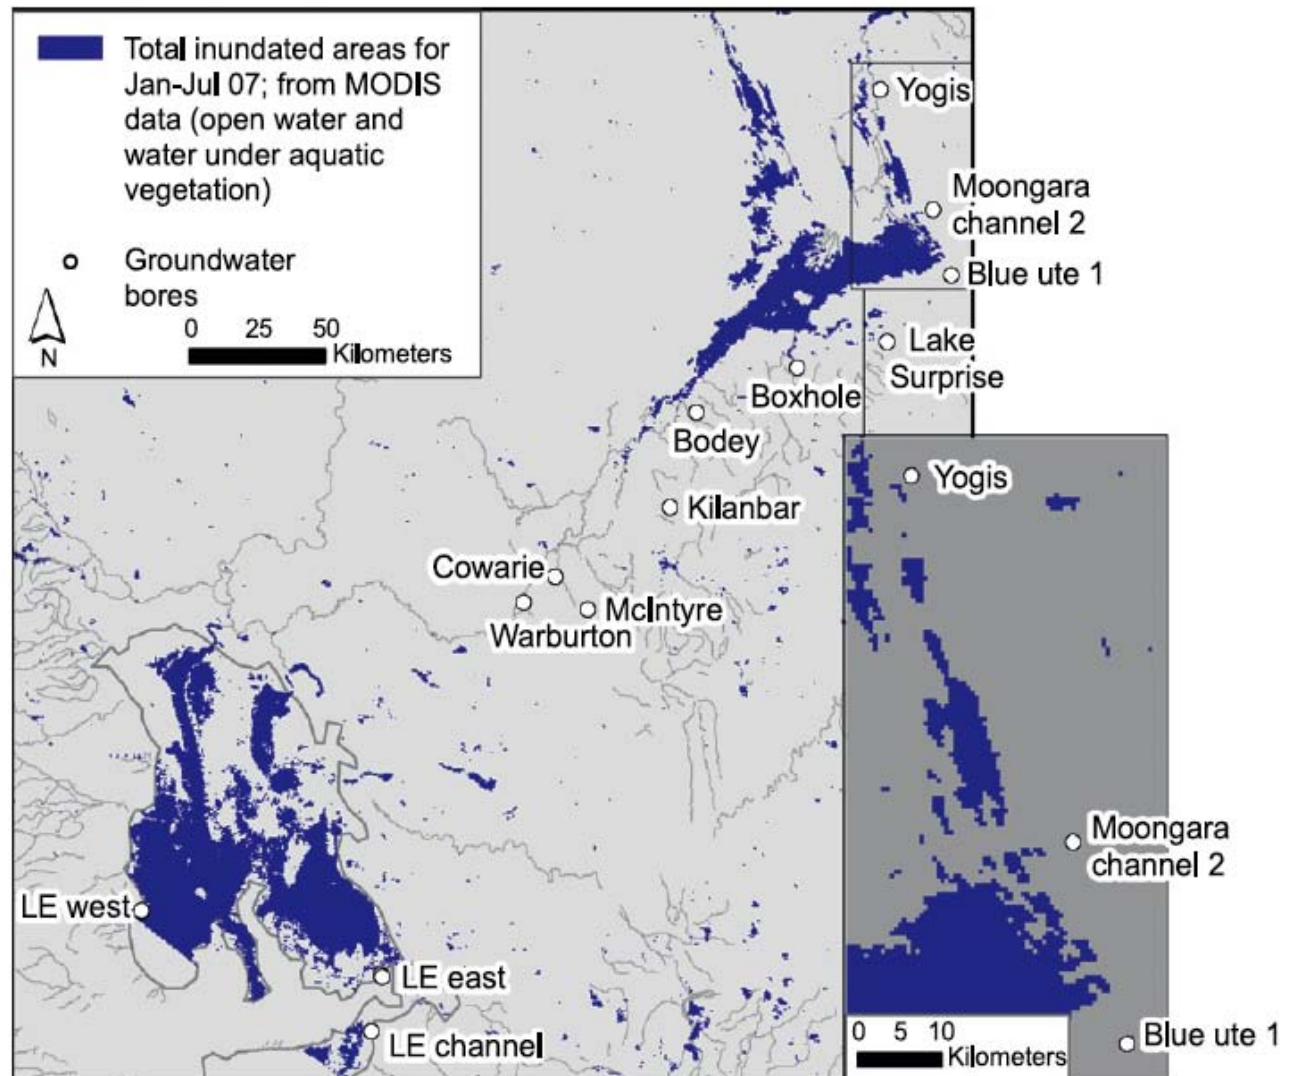 Total inundated areas for
Jan-Jul 07; from MODIS
data (open water and
water under aquatic
vegetation)
Groundwater
bores
N
0 25 50
Kilometers
Yogis
Moongara
channel 2
Blue ute 1
Lake
Surprise
Boxhole
Bodey
Kilanbar
Cowarie
McIntyre
Warburton
LE west
LE east
LE channel
Yogis
Moongara
channel 2
Blue ute 1
0 5 10
Kilometers